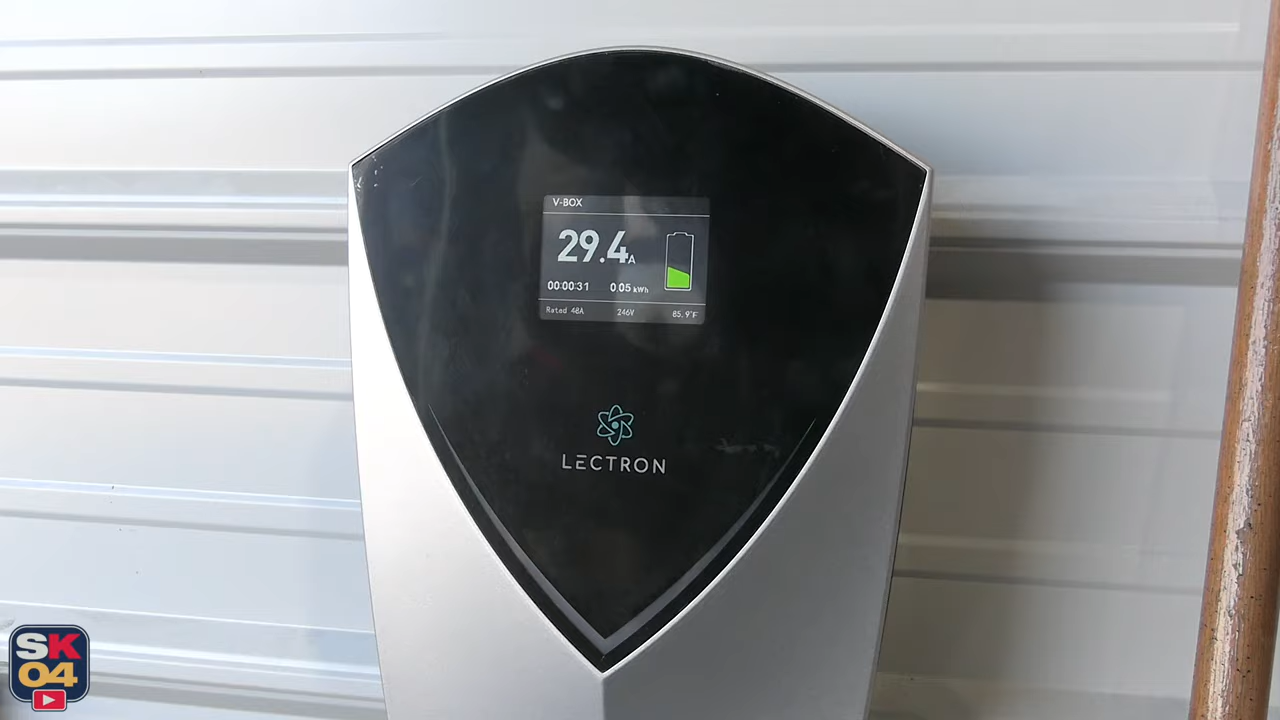 V-BOX
29.4A
00:00:31 0.05 kWh
Rated 48A 246V 85.9°F
LECTRON
SK
04